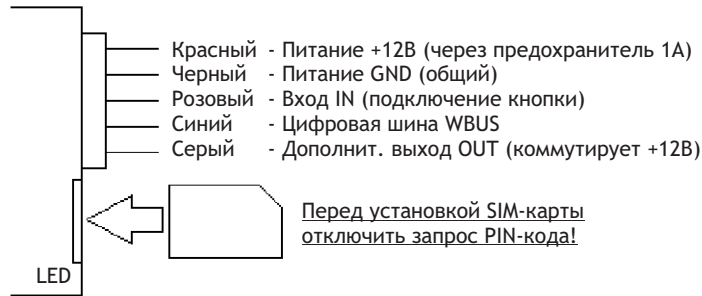 Красный - Питание +12В (через предохранитель 1А)
Черный - Питание GND (общий)
Розовый - Вход IN (подключение кнопки)
Синий - Цифровая шина WBUS
Серый - Дополнит. выход OUT (коммутирует +12В)
Перед установкой SIM-карты
отключить запрос PIN-кода!
LED